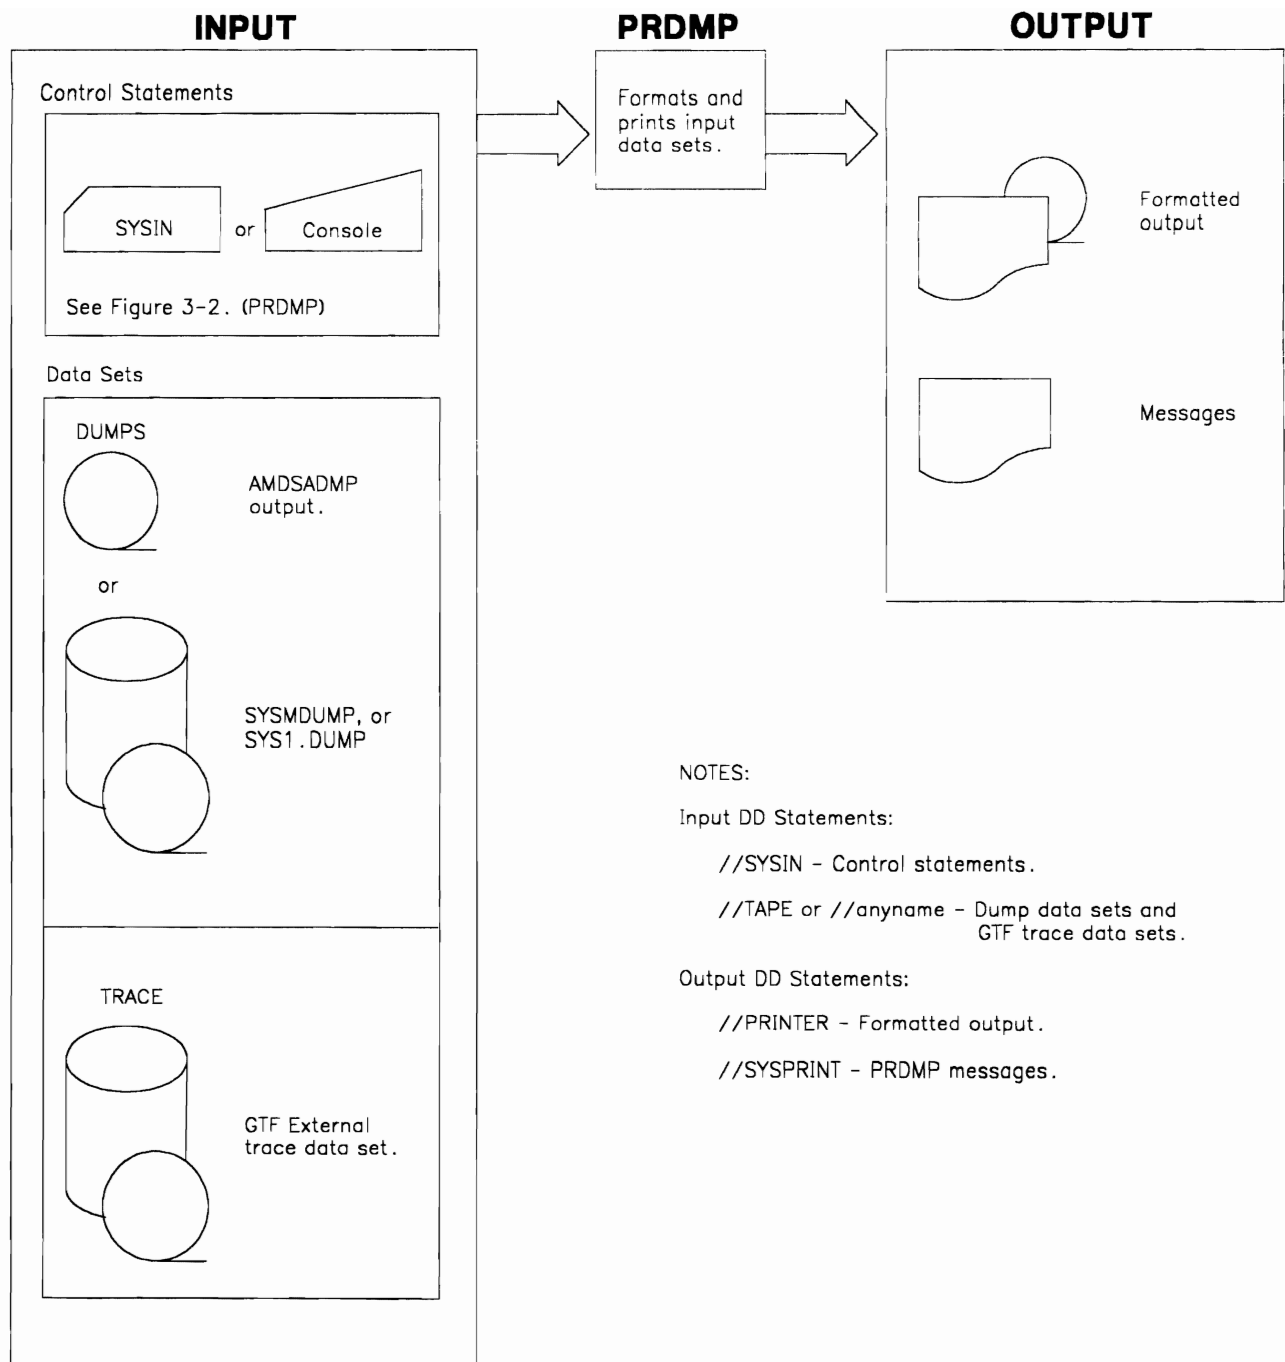 INPUT
PRDMP
OUTPUT
Control Statements
SYSIN
or
Console
See Figure 3-2. (PRDMP)
Formats and
prints input
data sets.
Formatted
output
Messages
Data Sets
DUMPS
AMDSADMP
output.
or
SYSMDUMP, or
SYS1.DUMP
TRACE
GTF External
trace data set.
NOTES:
Input DD Statements:
//SYSIN - Control statements.
//TAPE or //anyname - Dump data sets and
GTF trace data sets.
Output DD Statements:
//PRINTER - Formatted output.
//SYSPRINT - PRDMP messages.